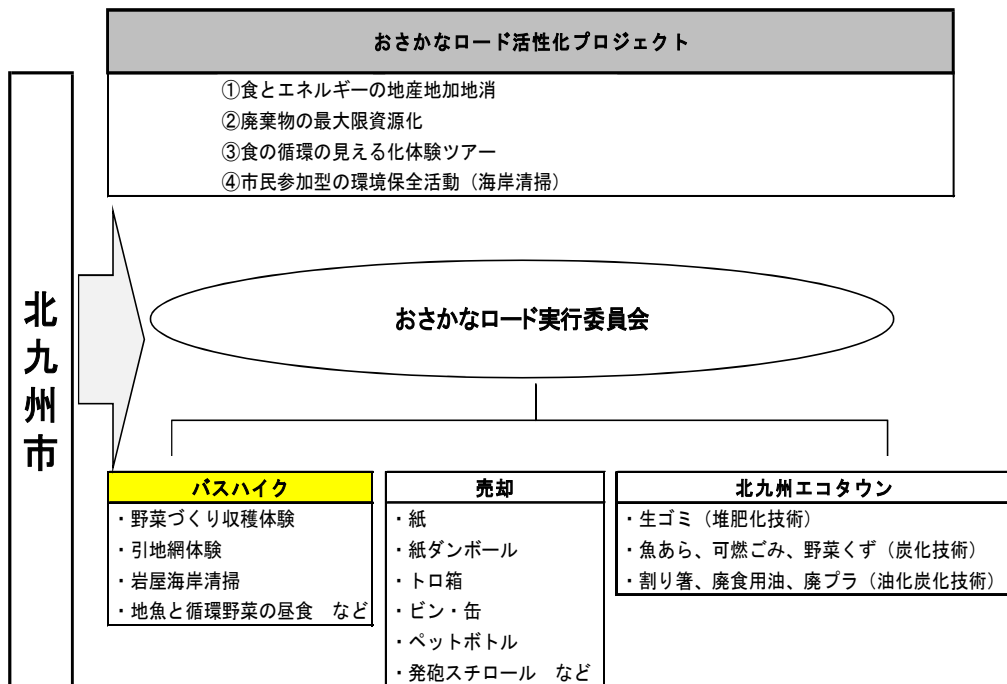 おさかなロード活性化プロジェクト
①食とエネルギーの地産地加地消
②廃棄物の最大限資源化
③食の循環の見える化体験ツアー
④市民参加型の環境保全活動（海岸清掃）
北九州市
おさかなロード実行委員会
バスハイク
・野菜づくり収穫体験
・引地網体験
・岩屋海岸清掃
・地魚と循環野菜の昼食　など
売却
・紙
・紙ダンボール
・トロ箱
・ビン・缶
・ペットボトル
・発砲スチロール　など
北九州エコタウン
・生ゴミ（堆肥化技術）
・魚あら、可燃ごみ、野菜くず（炭化技術）
・割り箸、廃食用油、廃プラ（油化炭化技術）